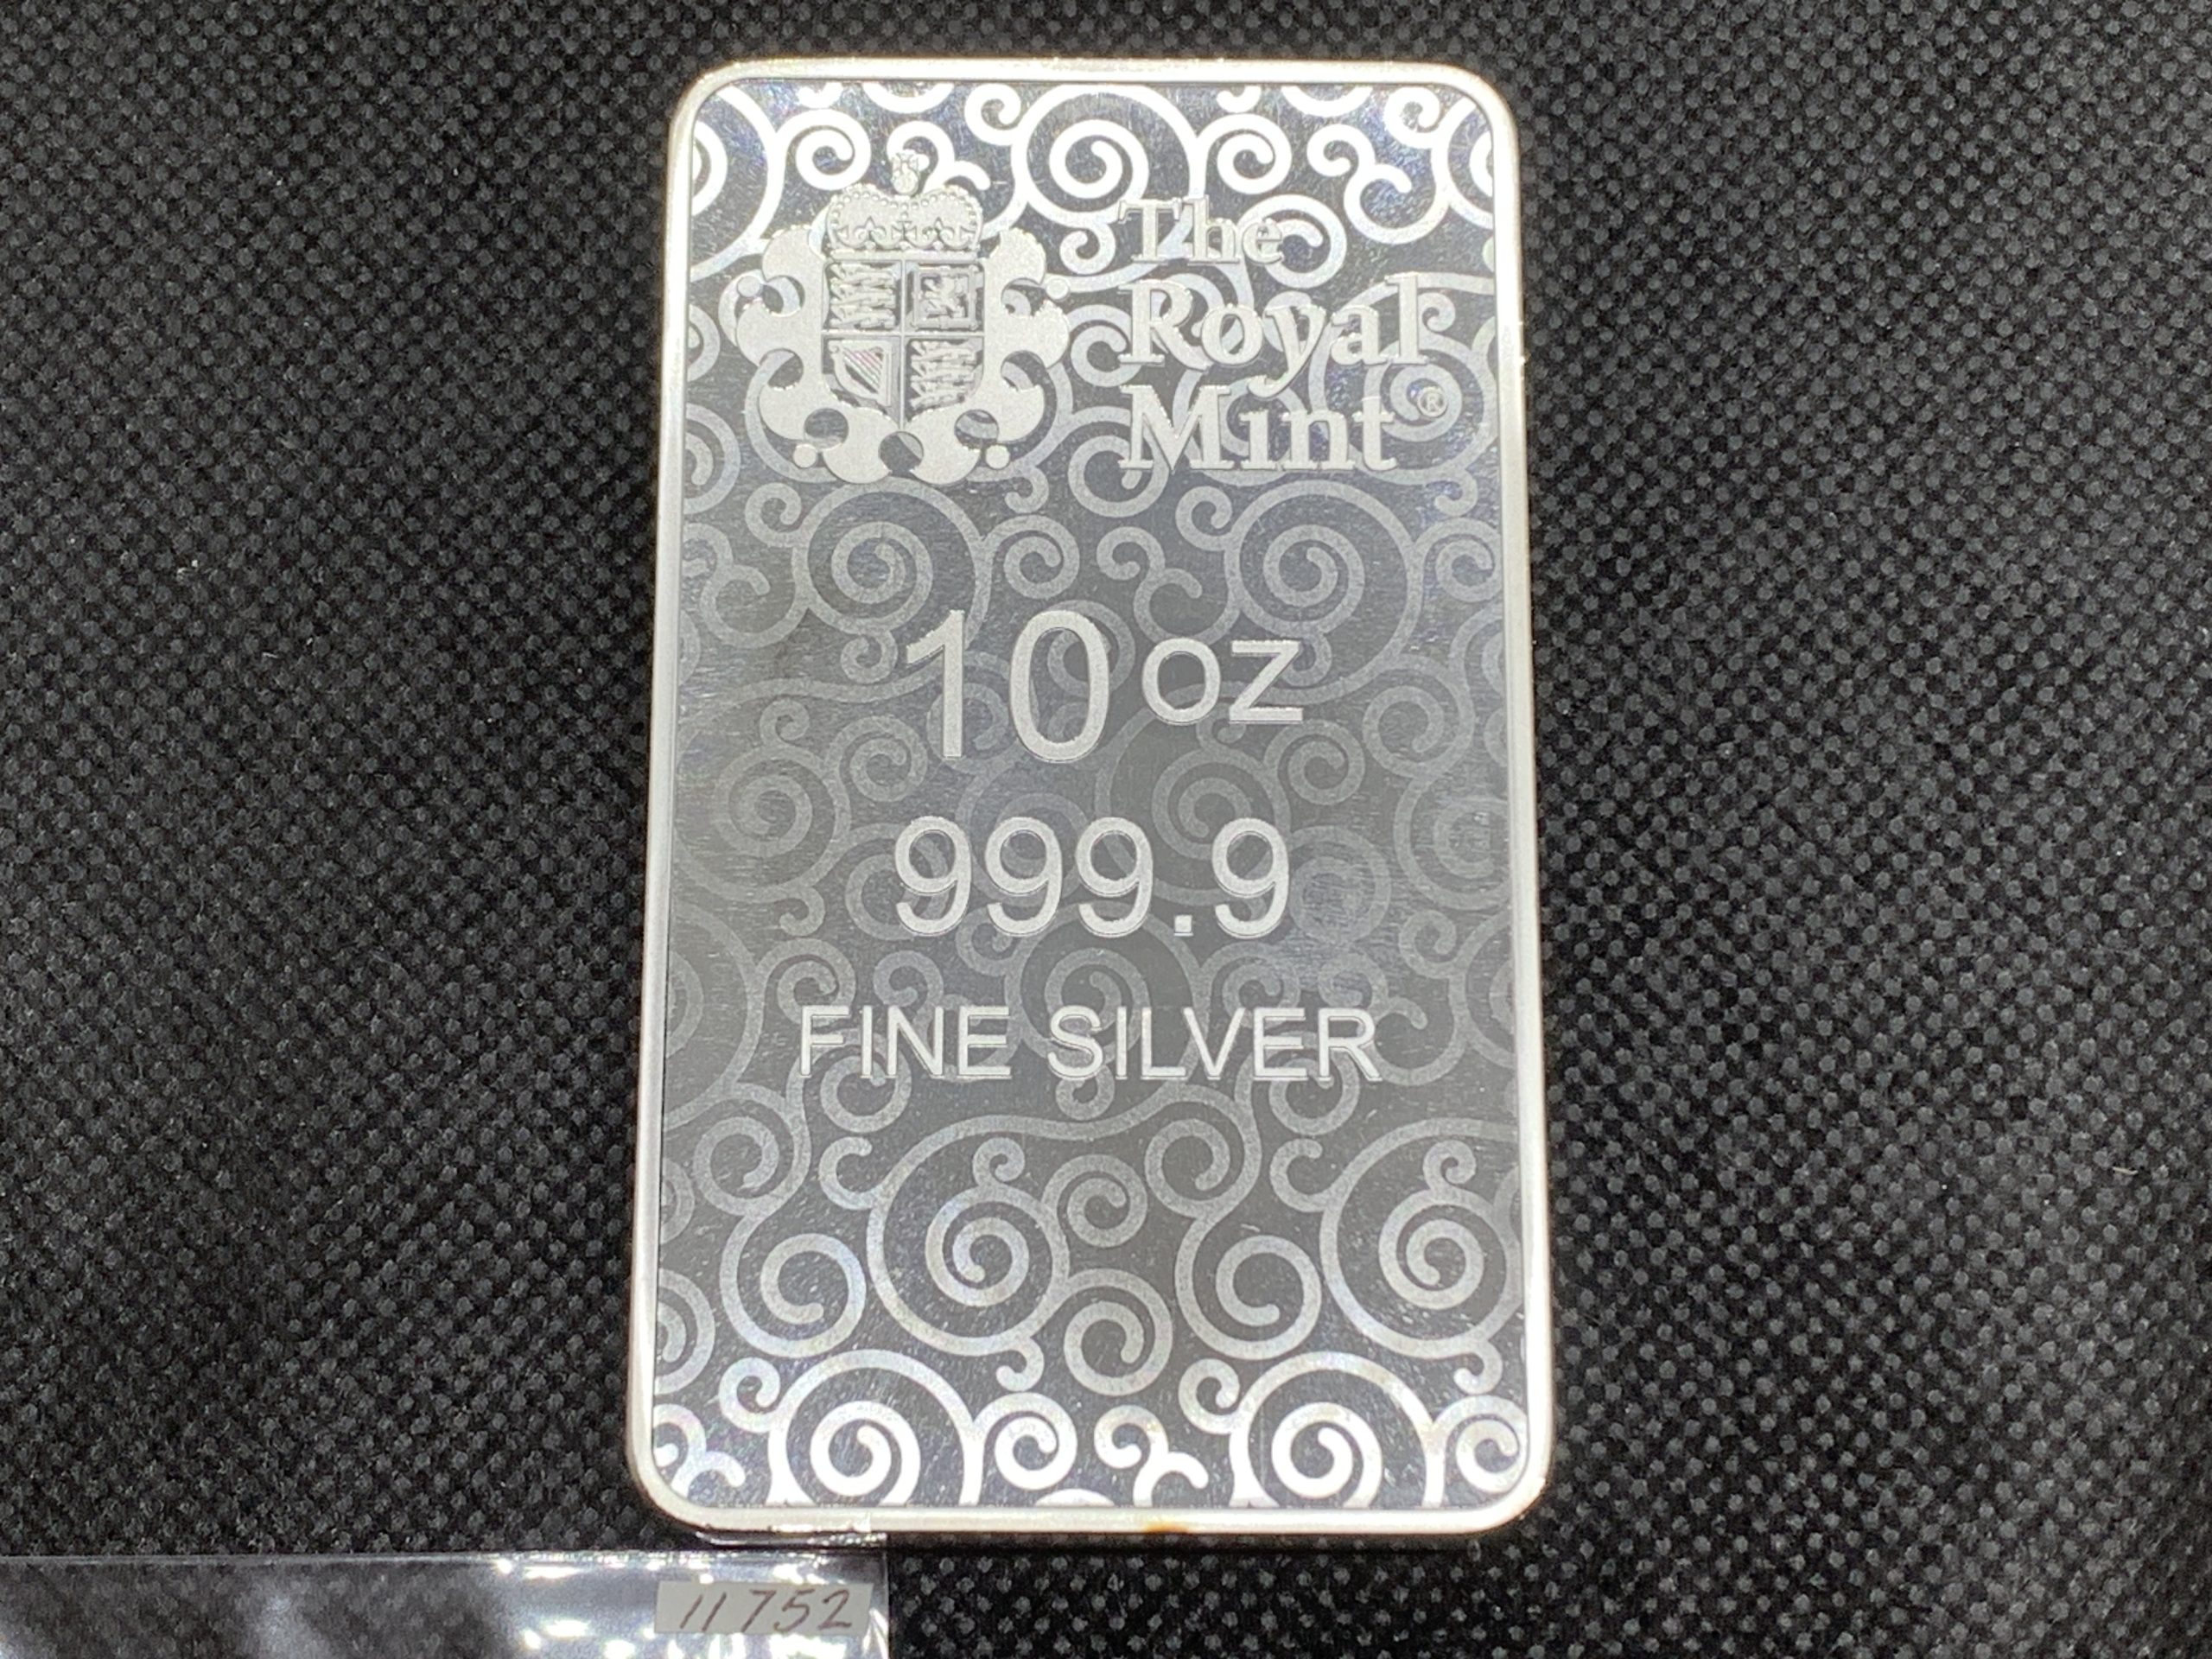 The
Royal
Mint®
10 oz
999.9
FINE SILVER
11752